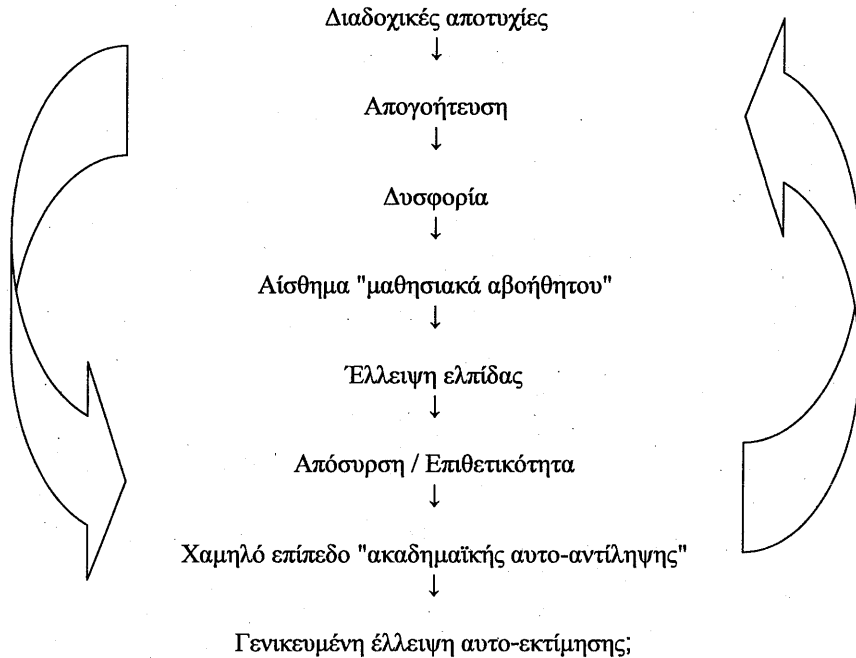 Διαδοχικές αποτυχίες
↓
Απογοήτευση
↓
Δυσφορία
↓
Αίσθημα "μαθησιακά αβοήθητου"
↓
Έλλειψη ελπίδας
↓
Απόσυρση / Επιθετικότητα
↓
Χαμηλό επίπεδο "ακαδημαϊκής αυτο-αντίληψης"
↓
Γενικευμένη έλλειψη αυτο-εκτίμησης;